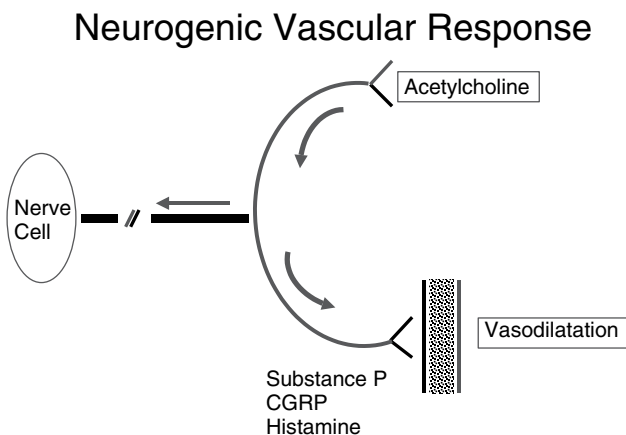 Neurogenic Vascular Response
Acetylcholine
Nerve
Cell
Vasodilatation
Substance P
CGRP
Histamine